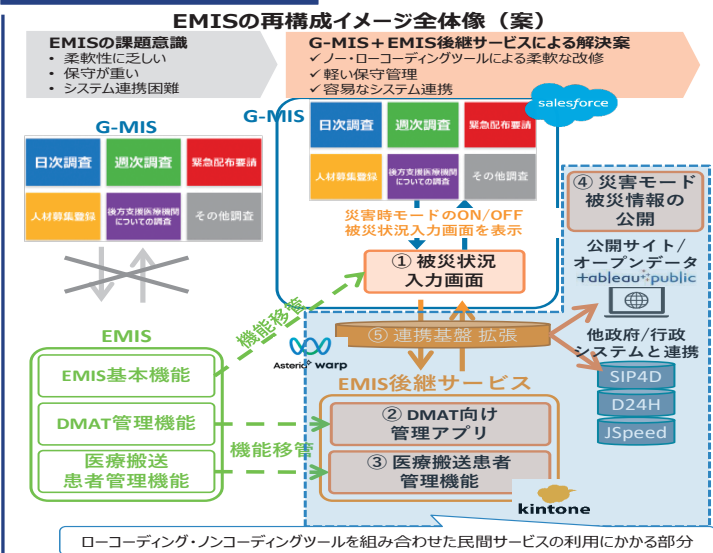 EMISの再構成イメージ全体像（案）
EMISの課題意識
• 柔軟性に乏しい
• 保守が重い
• システム連携困難
G-MIS＋EMIS後継サービスによる解決案
✓ノー・ローコーディングツールによる柔軟な改修
✓軽い保守管理
✓容易なシステム連携
G-MIS
日次調査
週次調査
緊急配布要請
人材募集登録
後方支援医療機関
についての調査
その他調査
G-MIS
日次調査
週次調査
緊急配布要請
人材募集登録
後方支援医療機関
についての調査
その他調査
salesforce
災害時モードのON/OFF
被災状況入力画面を表示
① 被災状況
入力画面
④ 災害モード
被災情報の
公開
公開サイト/
オープンデータ
+ableau+public
他政府/行政
システムと連携
SIP4D
D24H
JSpeed
機能移管
⑤ 連携基盤 拡張
Asteria warp
EMIS
EMIS基本機能
DMAT管理機能
医療搬送
患者管理機能
機能移管
EMIS後継サービス
② DMAT向け
管理アプリ
③ 医療搬送患者
管理機能
kintone
ローコーディング・ノンコーディングツールを組み合わせた民間サービスの利用にかかる部分